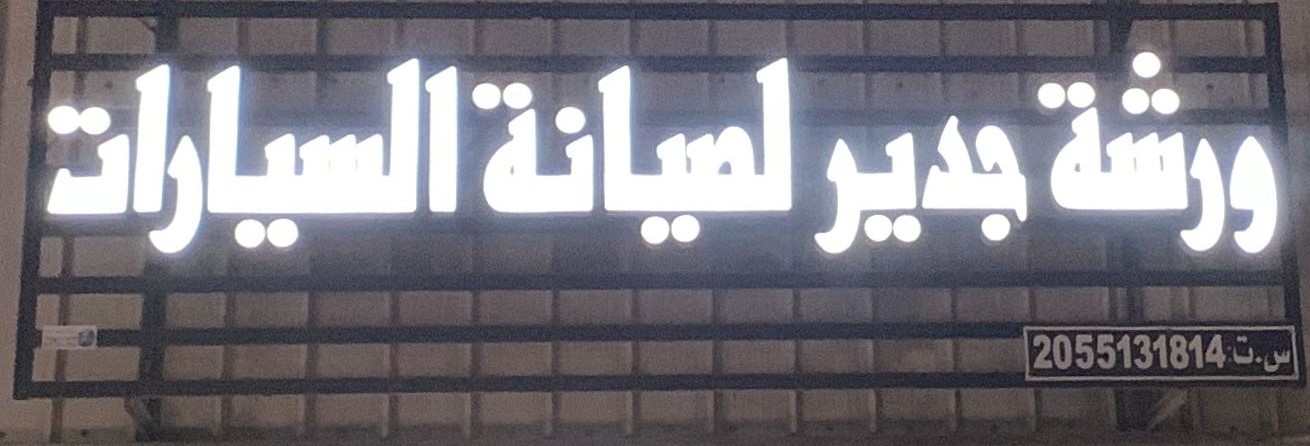 ورشة جدير لصيانة السيارات
س.ت: 2055131814